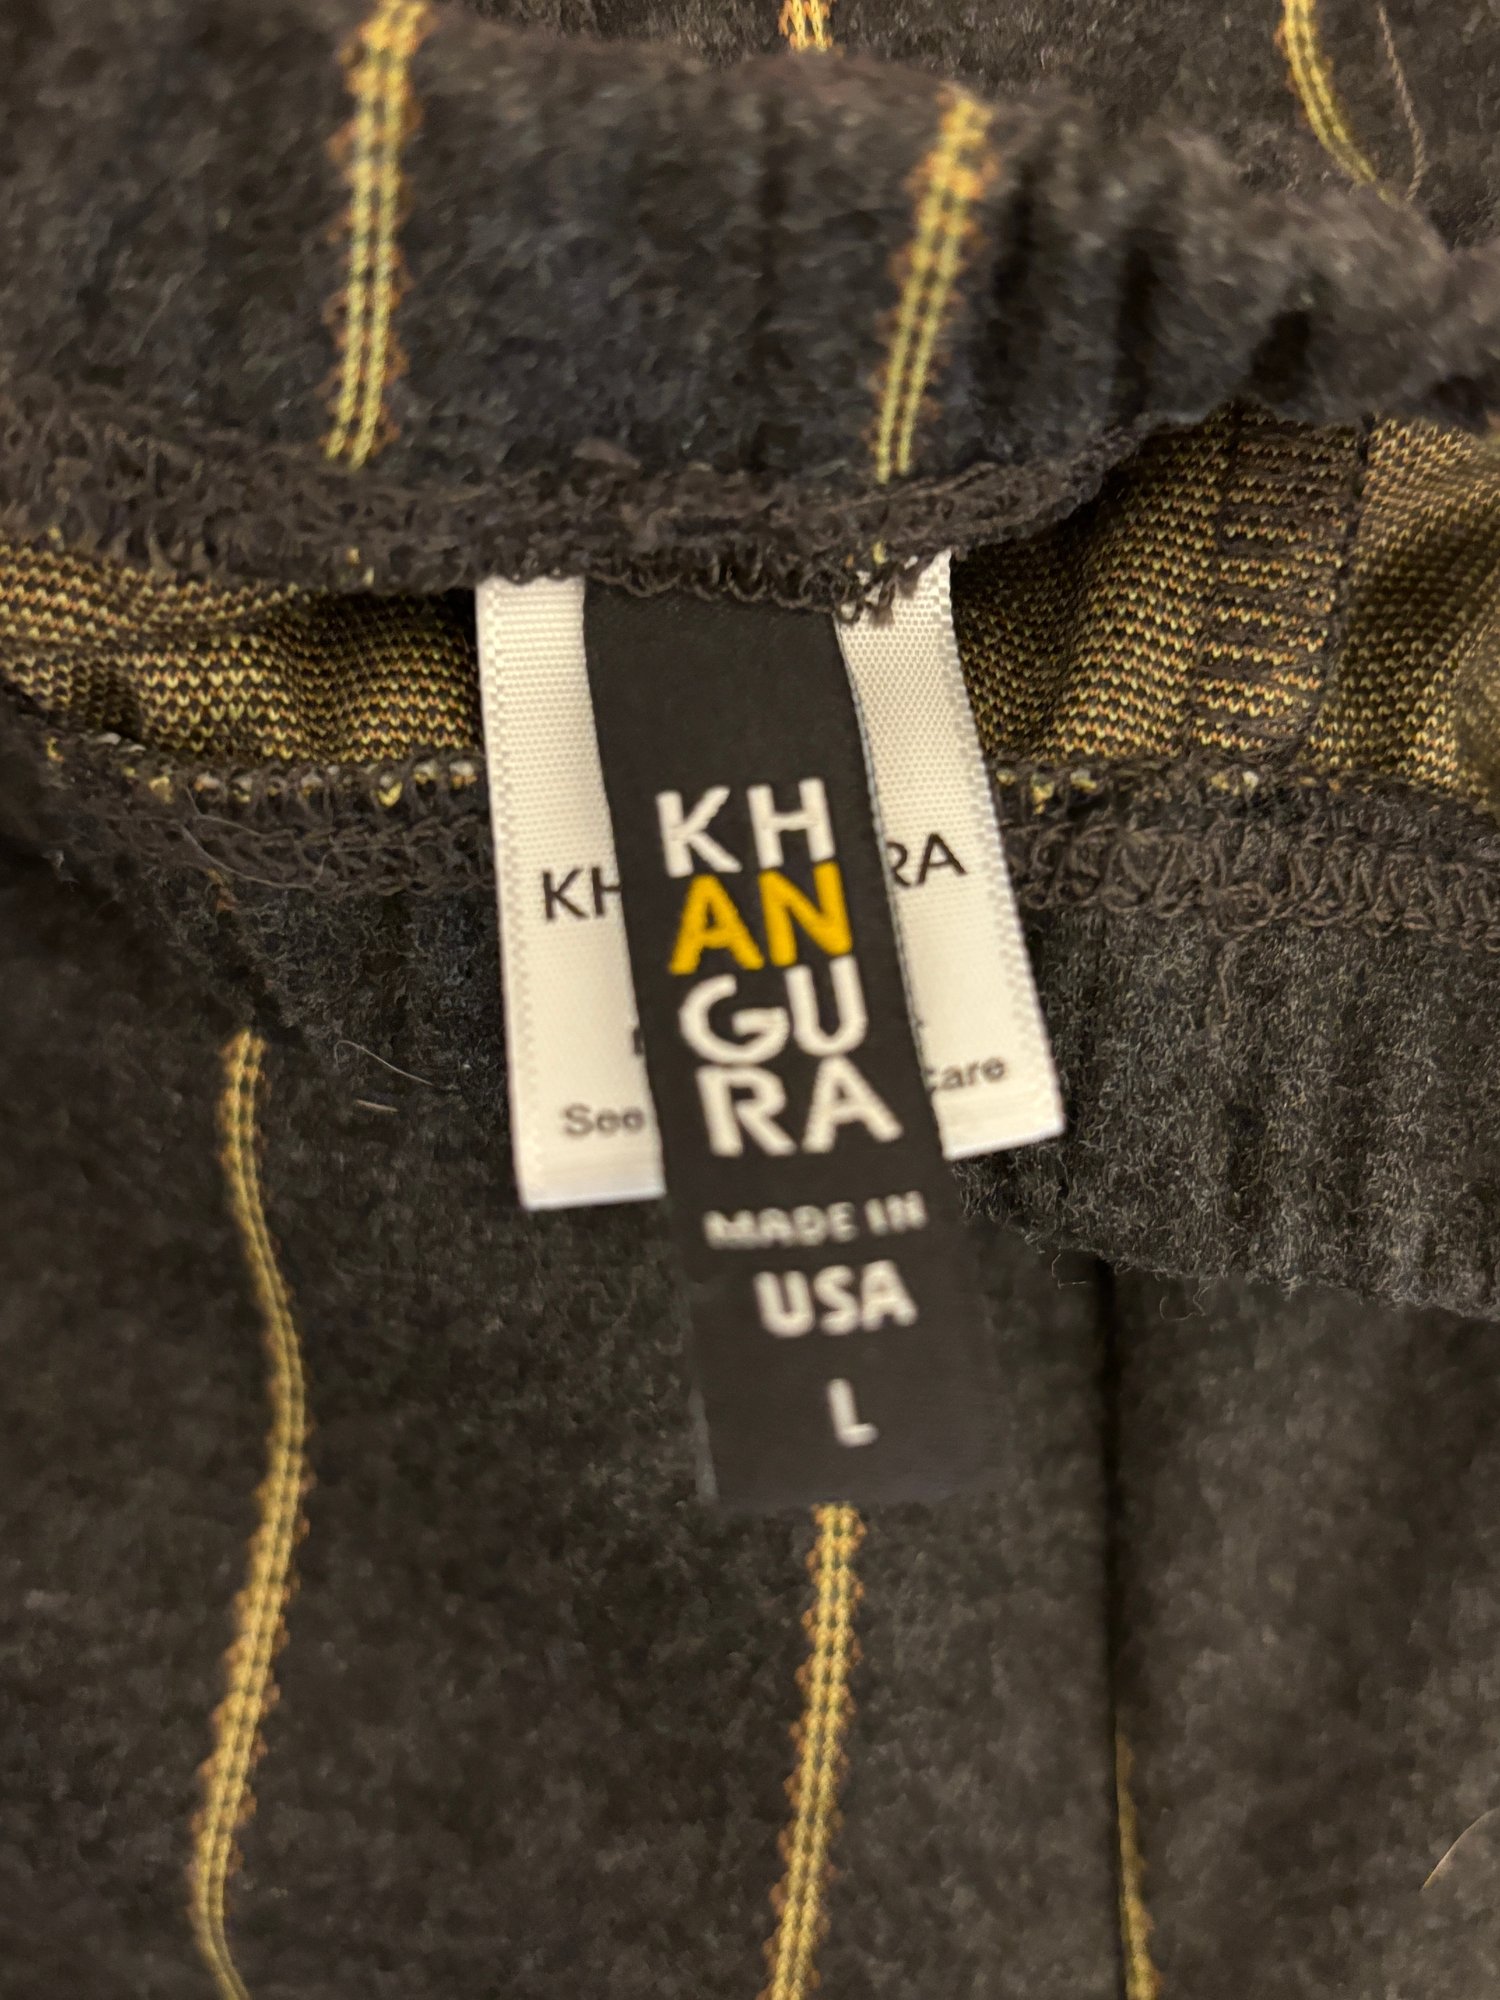 KH
AN
GU
RA
MADE IN
USA
L
KH RA
See care